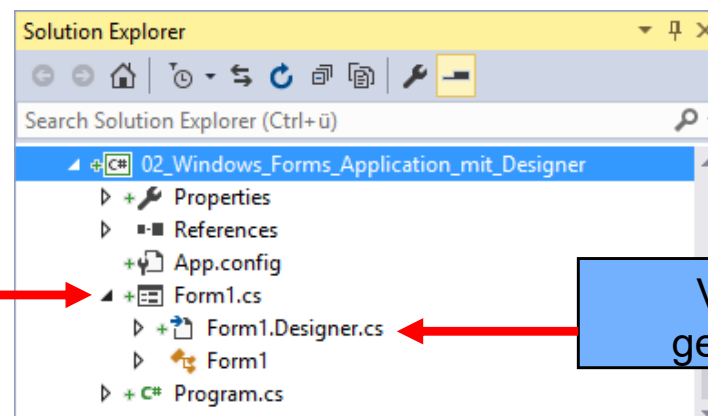 Solution Explorer
Search Solution Explorer (Ctrl+ü)
C# 02_Windows_Forms_Application_mit_Designer
Properties
References
App.config
Form1.cs
Form1.Designer.cs
Form1
C# Program.cs